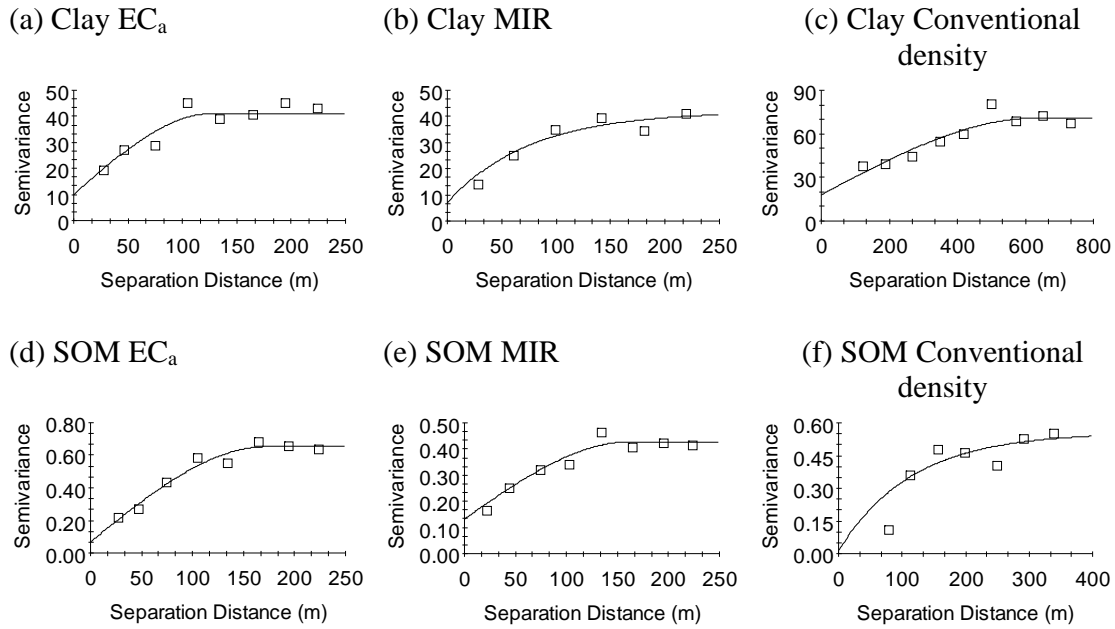 (a) Clay ECa
Semivariance
50
40
30
20
10
0
0 50 100 150 200 250
Separation Distance (m)
(b) Clay MIR
Semivariance
50
40
30
20
10
0
0 50 100 150 200 250
Separation Distance (m)
(c) Clay Conventional
density
Semivariance
90
60
30
0
0 200 400 600 800
Separation Distance (m)
(d) SOM ECa
Semivariance
0.80
0.60
0.40
0.20
0.00
0 50 100 150 200 250
Separation Distance (m)
(e) SOM MIR
Semivariance
0.50
0.40
0.30
0.20
0.10
0.00
0 50 100 150 200 250
Separation Distance (m)
(f) SOM Conventional
density
Semivariance
0.60
0.45
0.30
0.15
0.00
0 100 200 300 400
Separation Distance (m)